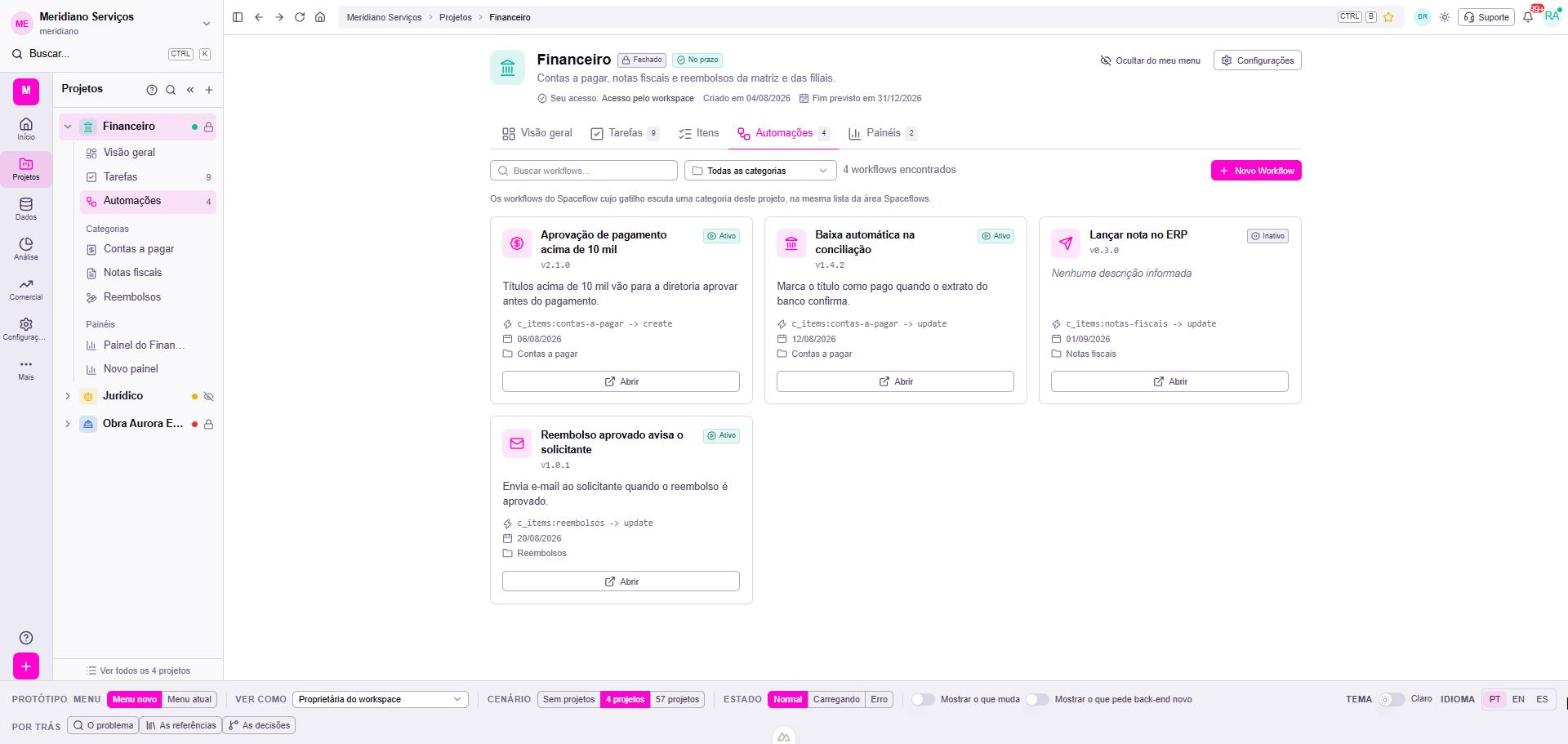 ME
Meridiano Serviços
meridiano
Buscar...
CTRL K
M
Início
Projetos
Dados
Análise
Comercial
Configuraç...
Mais
Projetos
Financeiro
Visão geral
Tarefas 9
Automações 4
Categorias
Contas a pagar
Notas fiscais
Reembolsos
Painéis
Painel do Finan...
Novo painel
Jurídico
Obra Aurora E...
Ver todos os 4 projetos
Meridiano Serviços > Projetos > Financeiro
CTRL B
BR
Suporte
99+
RA
Financeiro Fechado No prazo
Contas a pagar, notas fiscais e reembolsos da matriz e das filiais.
Seu acesso: Acesso pelo workspace Criado em 04/08/2026 Fim previsto em 31/12/2026
Ocultar do meu menu
Configurações
Visão geral Tarefas 9 Itens Automações 4 Painéis 2
Buscar workflows...
Todas as categorias
4 workflows encontrados
Novo Workflow
Os workflows do Spaceflow cujo gatilho escuta uma categoria deste projeto, na mesma lista da área Spaceflows.
Aprovação de pagamento
acima de 10 mil
Ativo
v2.1.0
Títulos acima de 10 mil vão para a diretoria aprovar
antes do pagamento.
c_items:contas-a-pagar -> create
06/08/2026
Contas a pagar
Abrir
Baixa automática na
conciliação
Ativo
v1.4.2
Marca o título como pago quando o extrato do
banco confirma.
c_items:contas-a-pagar -> update
12/08/2026
Contas a pagar
Abrir
Lançar nota no ERP
Inativo
v0.3.0
Nenhuma descrição informada
c_items:notas-fiscais -> update
01/09/2026
Notas fiscais
Abrir
Reembolso aprovado avisa o
solicitante
Ativo
v1.0.1
Envia e-mail ao solicitante quando o reembolso é
aprovado.
c_items:reembolsos -> update
20/08/2026
Reembolsos
Abrir
PROTÓTIPO MENU Menu novo Menu atual VER COMO Proprietária do workspace CENÁRIO Sem projetos 4 projetos 57 projetos ESTADO Normal Carregando Erro Mostrar o que muda Mostrar o que pede back-end novo TEMA Claro IDIOMA PT EN ES
POR TRÁS O problema As referências As decisões